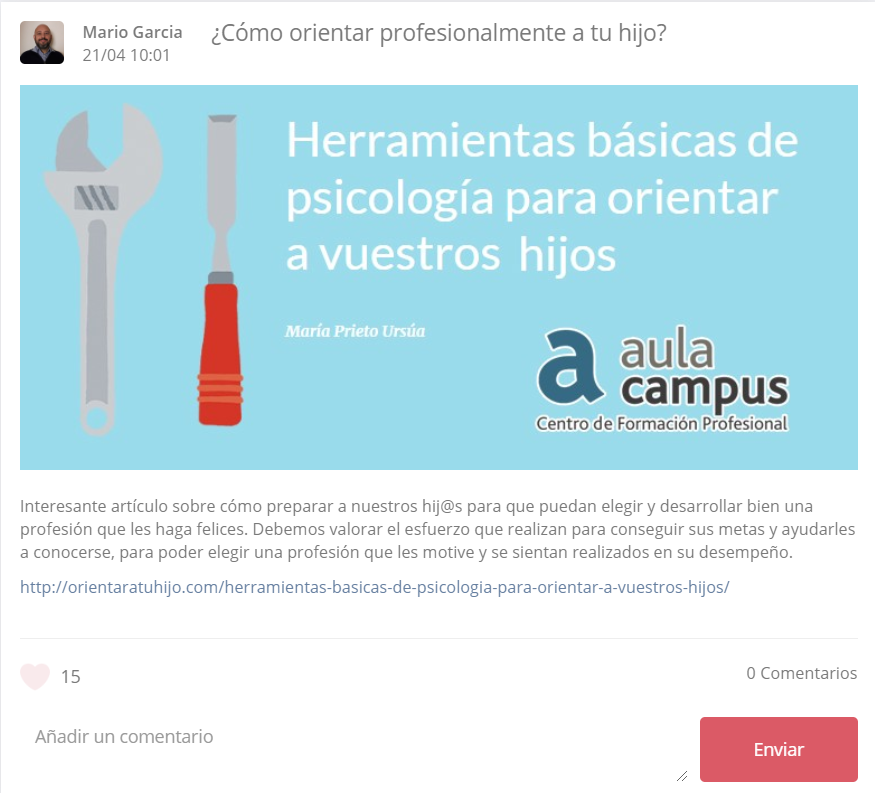 Mario Garcia
21/04 10:01
¿Cómo orientar profesionalmente a tu hijo?
Herramientas básicas de
psicología para orientar
a vuestros hijos
María Prieto Ursúa
a aula
campus
Centro de Formación Profesional
Interesante artículo sobre cómo preparar a nuestros hij@s para que puedan elegir y desarrollar bien una
profesión que les haga felices. Debemos valorar el esfuerzo que realizan para conseguir sus metas y ayudarles
a conocerse, para poder elegir una profesión que les motive y se sientan realizados en su desempeño.
http://orientaratuhijo.com/herramientas-basicas-de-psicologia-para-orientar-a-vuestros-hijos/
15
0 Comentarios
Añadir un comentario
Enviar